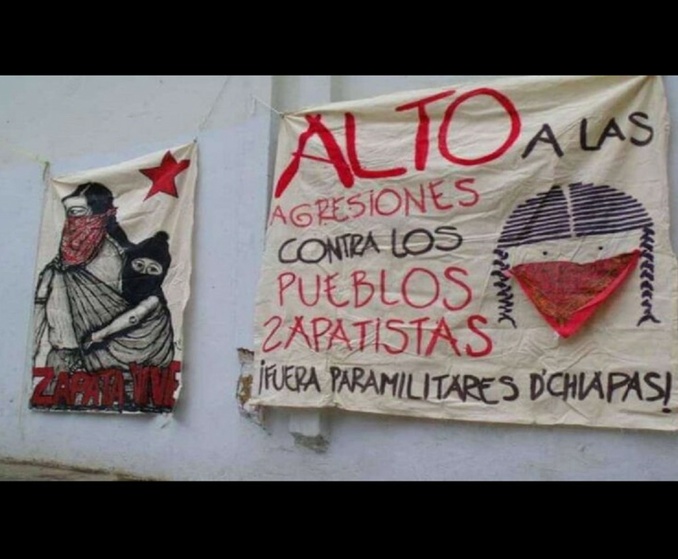 ZAPATA VIVE
ALTO A LAS
AGRESIONES
CONTRA LOS
PUEBLOS
ZAPATISTAS
¡FUERA PARAMILITARES D'CHIAPAS!